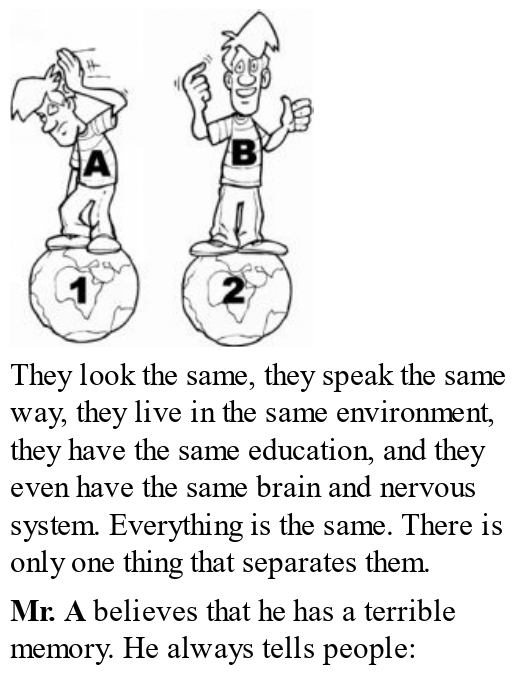 A
B
1
2
They look the same, they speak the same
way, they live in the same environment,
they have the same education, and they
even have the same brain and nervous
system. Everything is the same. There is
only one thing that separates them.
Mr. A believes that he has a terrible
memory. He always tells people: